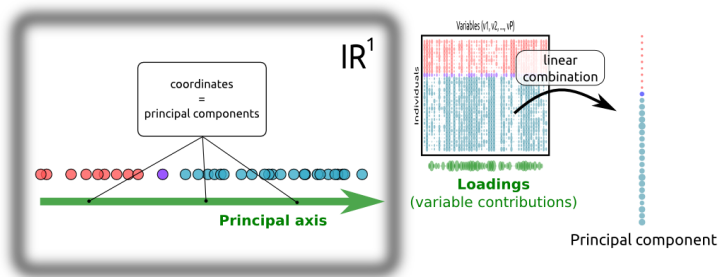 IR¹
coordinates
=
principal components
Principal axis
Variables (v1, v2, ..., vP)
Individuals
linear
combination
Loadings
(variable contributions)
Principal component